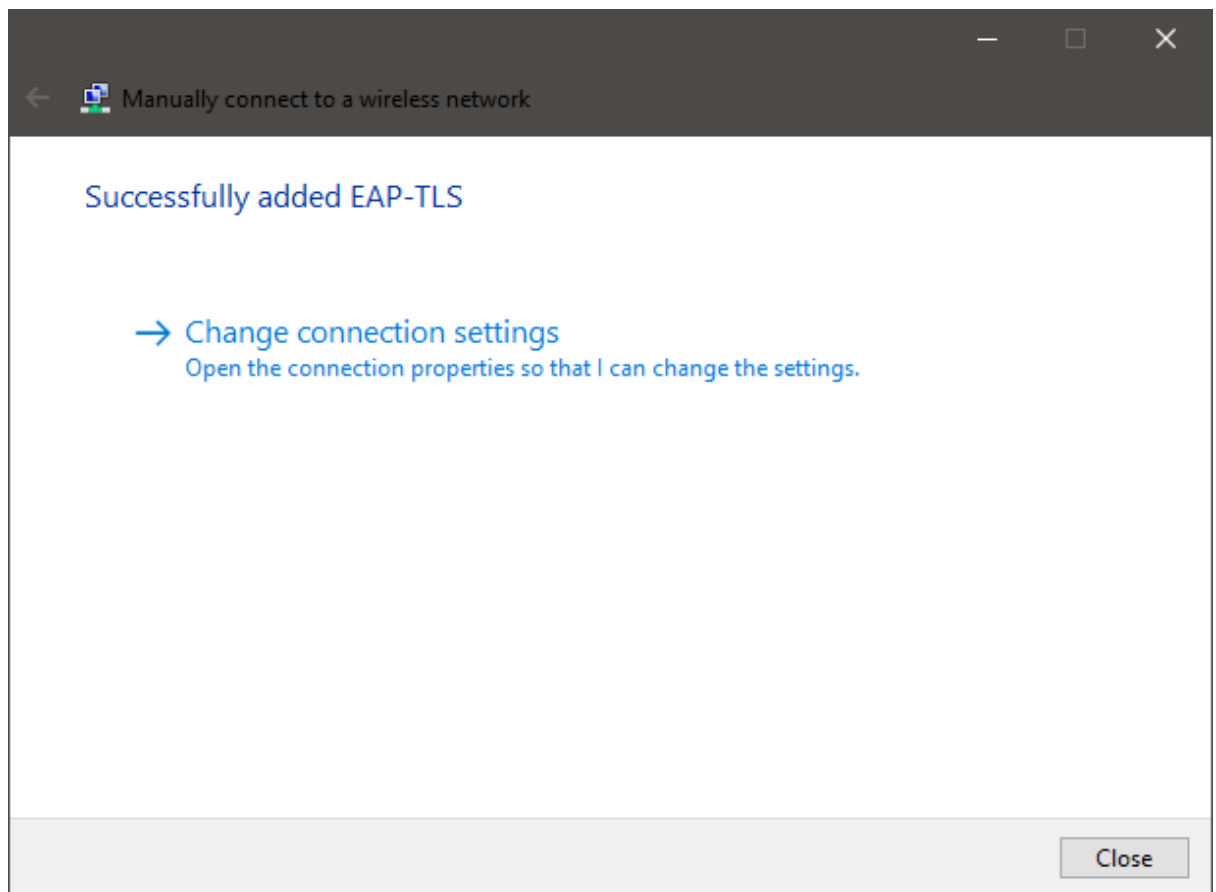 Manually connect to a wireless network
Successfully added EAP-TLS
Change connection settings
Open the connection properties so that I can change the settings.
Close